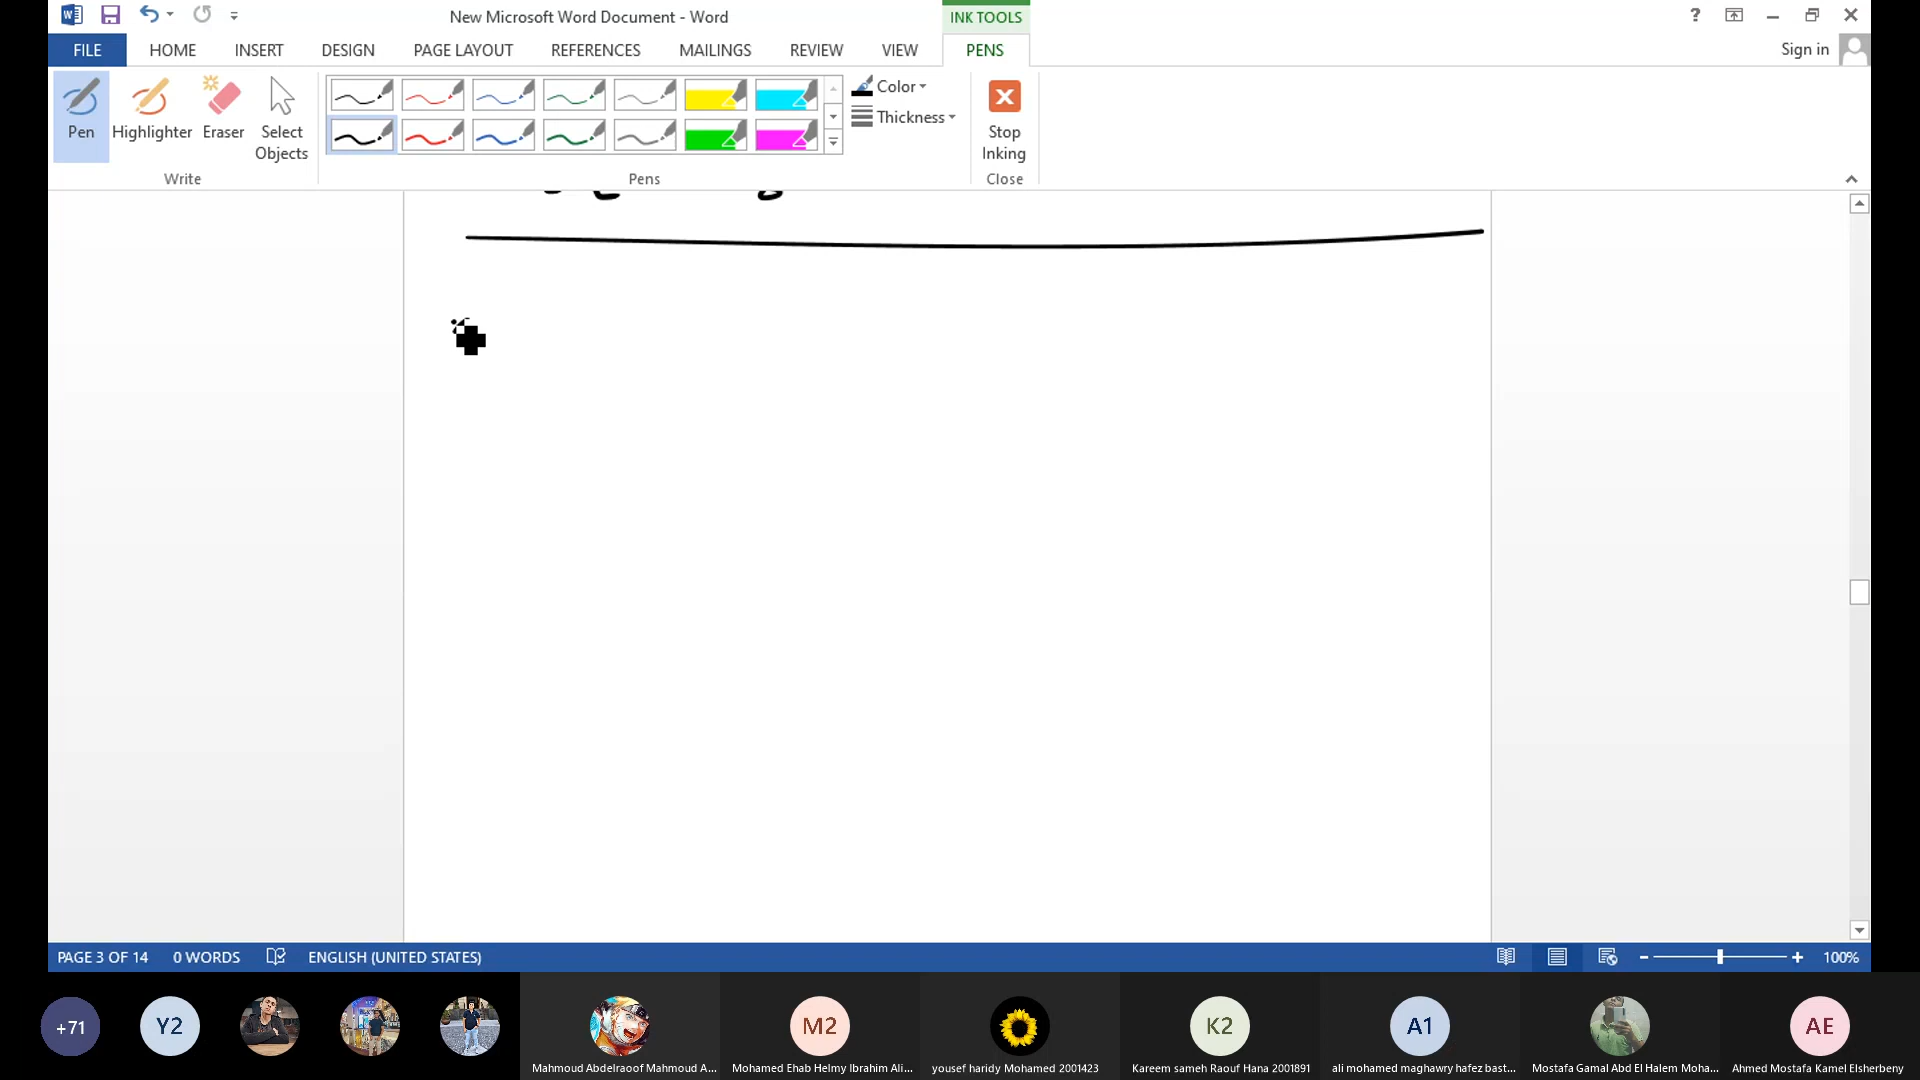 New Microsoft Word Document - Word
INK TOOLS
?
FILE HOME INSERT DESIGN PAGE LAYOUT REFERENCES MAILINGS REVIEW VIEW PENS
Sign in
Pen Highlighter Eraser Select Objects
Color
Thickness
Stop Inking
Write Pens Close
PAGE 3 OF 14 0 WORDS ENGLISH (UNITED STATES) 100%
+71 Y2 M2 K2 A1 AE
Mahmoud Abdelraoof Mahmoud A... Mohamed Ehab Helmy Ibrahim Ali... yousef haridy Mohamed 2001423 Kareem sameh Raouf Hana 2001891 ali mohamed maghawry hafez bast... Mostafa Gamal Abd El Halem Moha... Ahmed Mostafa Kamel Elsherbeny